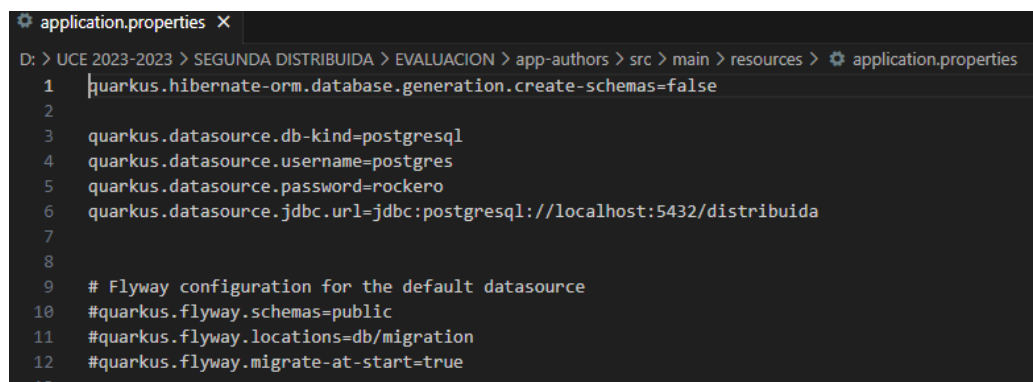 application.properties
D: > UCE 2023-2023 > SEGUNDA DISTRIBUIDA > EVALUACION > app-authors > src > main > resources > application.properties
1 quarkus.hibernate-orm.database.generation.create-schemas=false
2
3 quarkus.datasource.db-kind=postgresql
4 quarkus.datasource.username=postgres
5 quarkus.datasource.password=rockero
6 quarkus.datasource.jdbc.url=jdbc:postgresql://localhost:5432/distribuida
7
8
9 # Flyway configuration for the default datasource
10 #quarkus.flyway.schemas=public
11 #quarkus.flyway.locations=db/migration
12 #quarkus.flyway.migrate-at-start=true